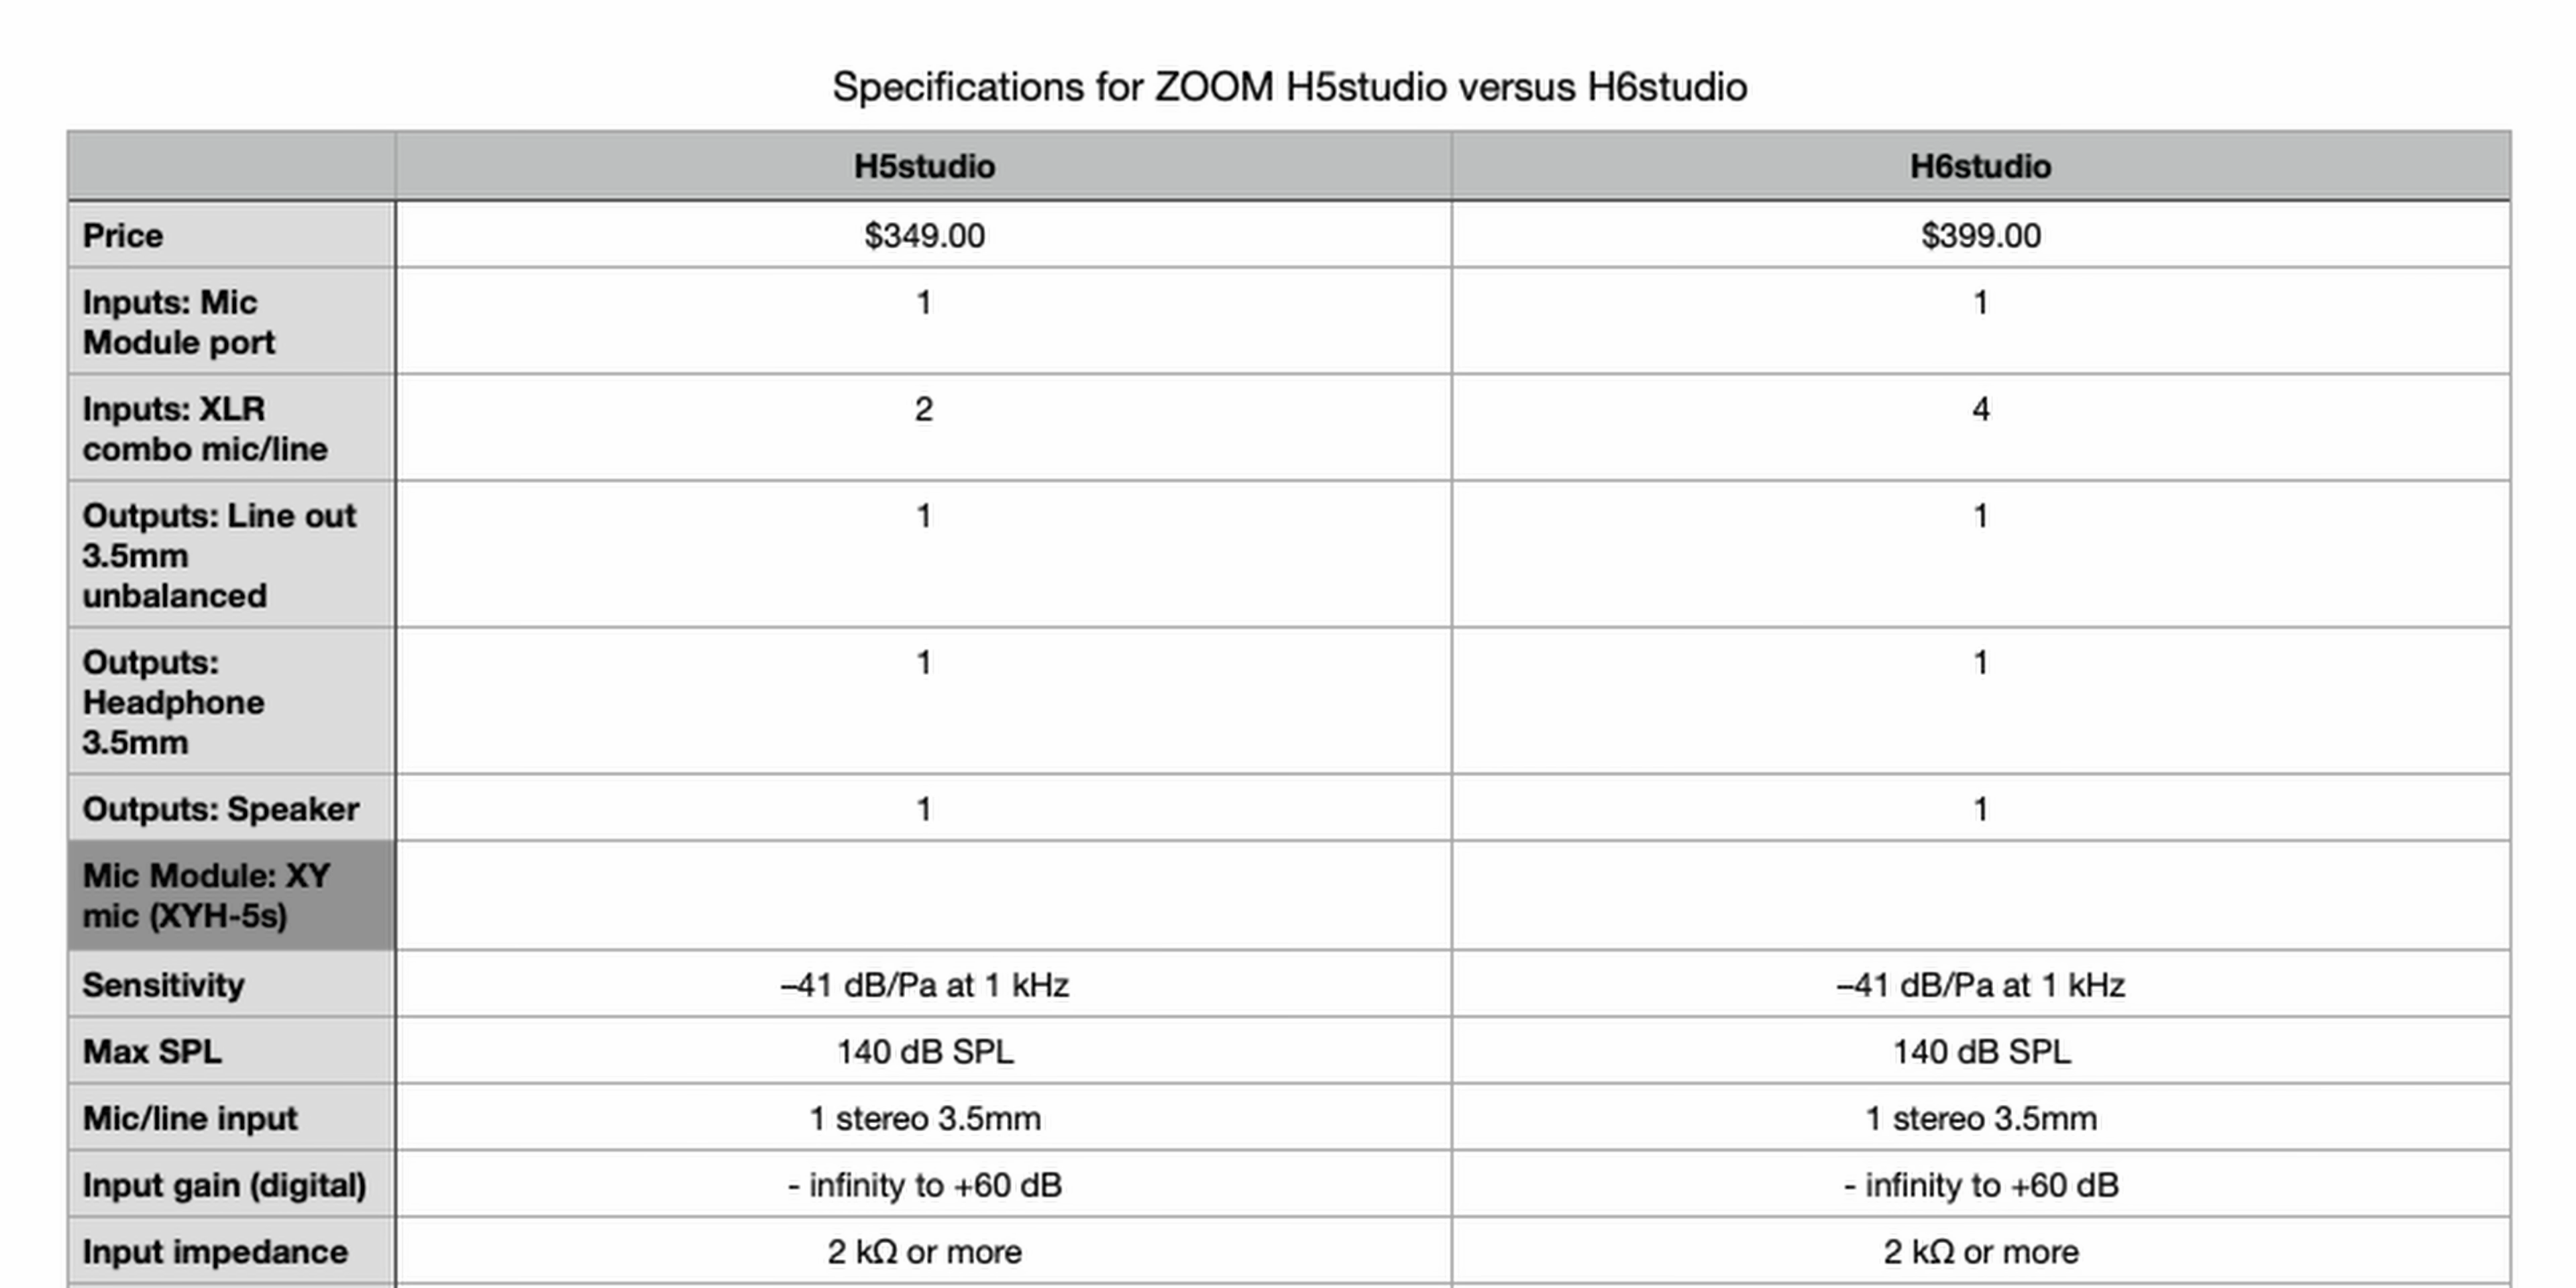 Specifications for ZOOM H5studio versus H6studio
H5studio H6studio
Price $349.00 $399.00
Inputs: Mic 1 1
Module port
Inputs: XLR 2 4
combo mic/line
Outputs: Line out 1 1
3.5mm
unbalanced
Outputs: 1 1
Headphone
3.5mm
Outputs: Speaker 1 1
Mic Module: XY
mic (XYH-5s)
Sensitivity –41 dB/Pa at 1 kHz –41 dB/Pa at 1 kHz
Max SPL 140 dB SPL 140 dB SPL
Mic/line input 1 stereo 3.5mm 1 stereo 3.5mm
Input gain (digital) - infinity to +60 dB - infinity to +60 dB
Input impedance 2 kΩ or more 2 kΩ or more